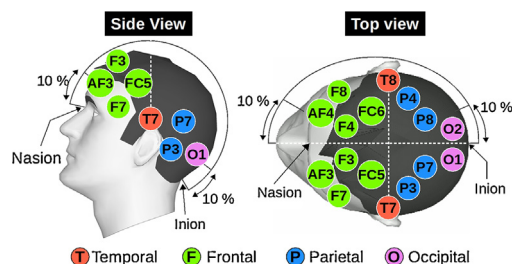 Side View
Top view
F3
AF3
FC5
F7
T7
P7
P3
O1
10 %
Nasion
10 %
Inion
T8
F8
P4
AF4
FC6
P8
F4
O2
10 %
10 %
F3
O1
AF3
FC5
P7
F7
P3
T7
Nasion
Inion
T Temporal
F Frontal
P Parietal
O Occipital